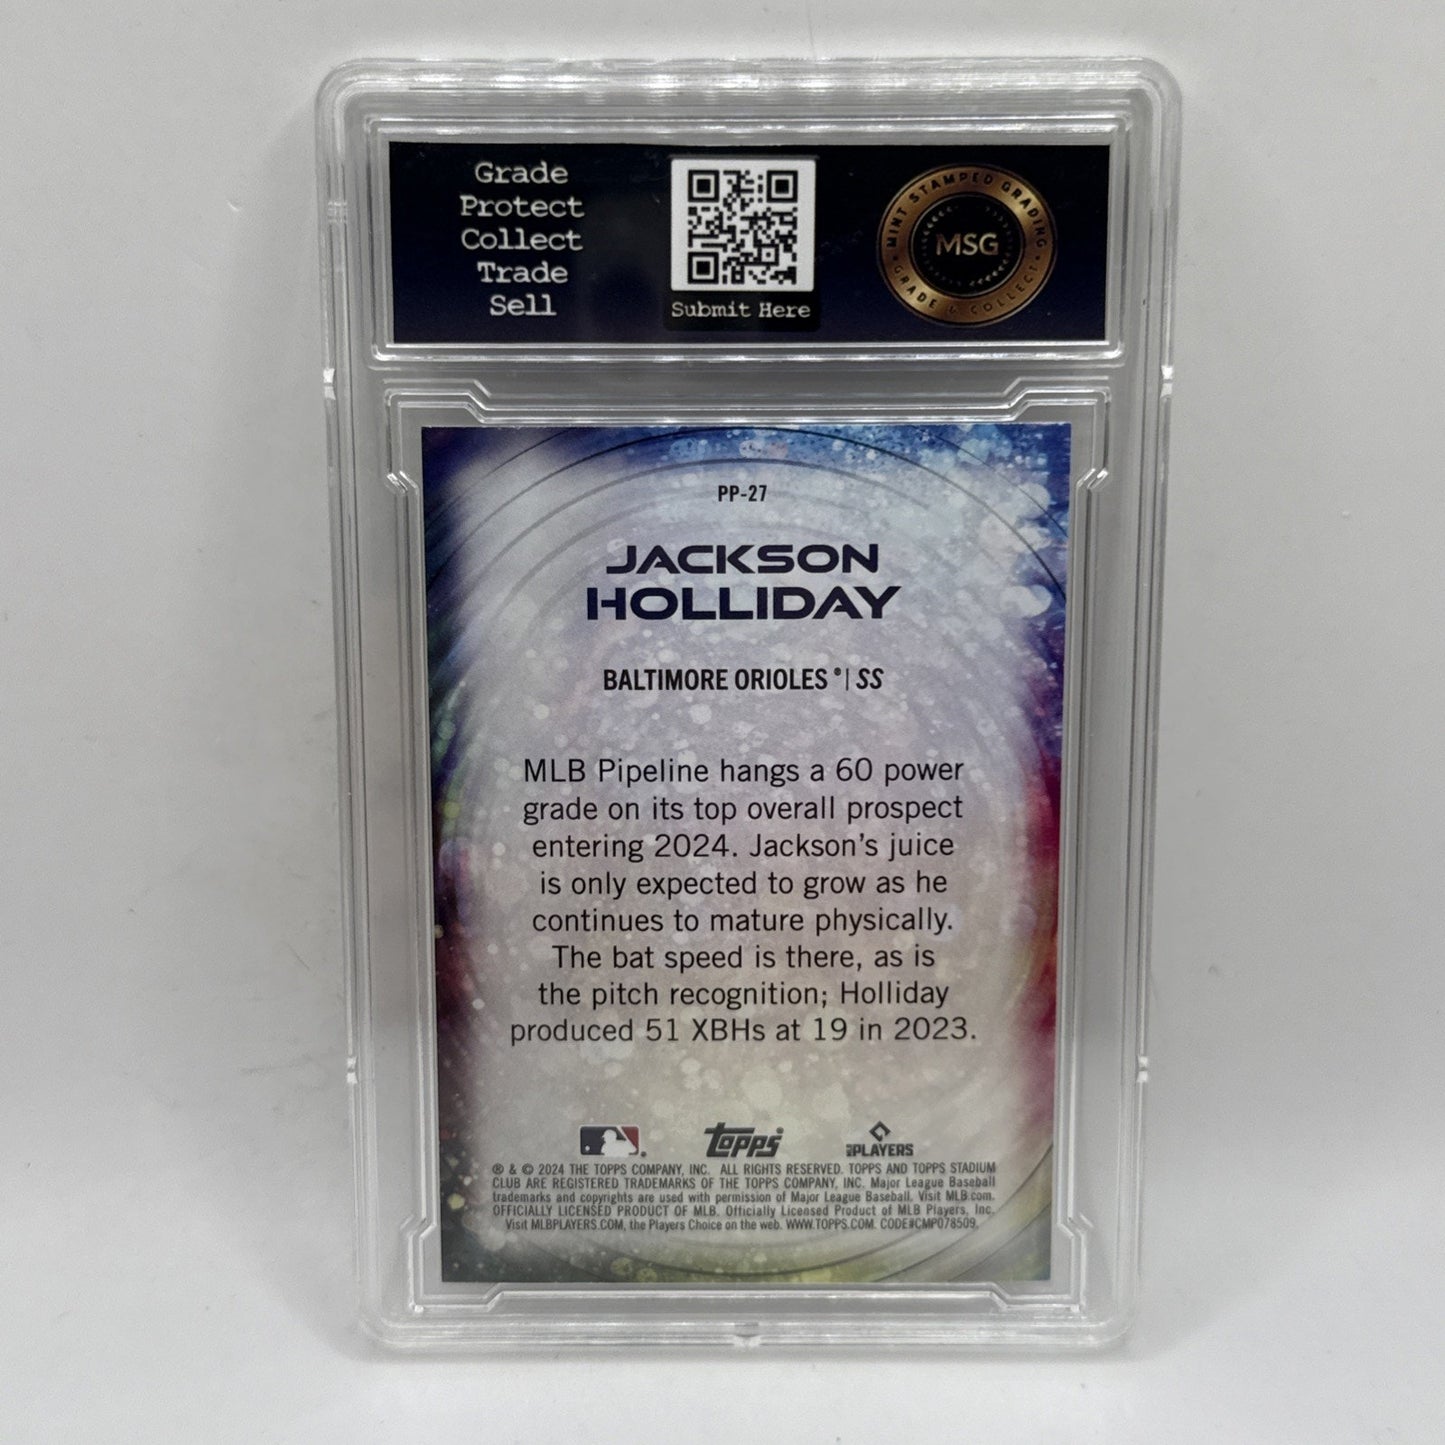 Grade
Protect
Collect
Trade
Sell
Submit Here
MINT STAMPED GRADING
MSG
GRADE & COLLECT
PP-27
JACKSON
HOLLIDAY
BALTIMORE ORIOLES ® | SS
MLB Pipeline hangs a 60 power
grade on its top overall prospect
entering 2024. Jackson's juice
is only expected to grow as he
continues to mature physically.
The bat speed is there, as is
the pitch recognition; Holliday
produced 51 XBHs at 19 in 2023.
Topps
MLB PLAYERS
® & © 2024 THE TOPPS COMPANY, INC. ALL RIGHTS RESERVED. TOPPS AND TOPPS STADIUM
CLUB ARE REGISTERED TRADEMARKS OF THE TOPPS COMPANY, INC. Major League Baseball
trademarks and copyrights are used with permission of Major League Baseball. Visit MLB.com.
OFFICIALLY LICENSED PRODUCT OF MLB. Officially Licensed Product of MLB Players, Inc.
Visit MLBPLAYERS.COM, the Players Choice on the web. WWW.TOPPS.COM. CODE#CMP078509.